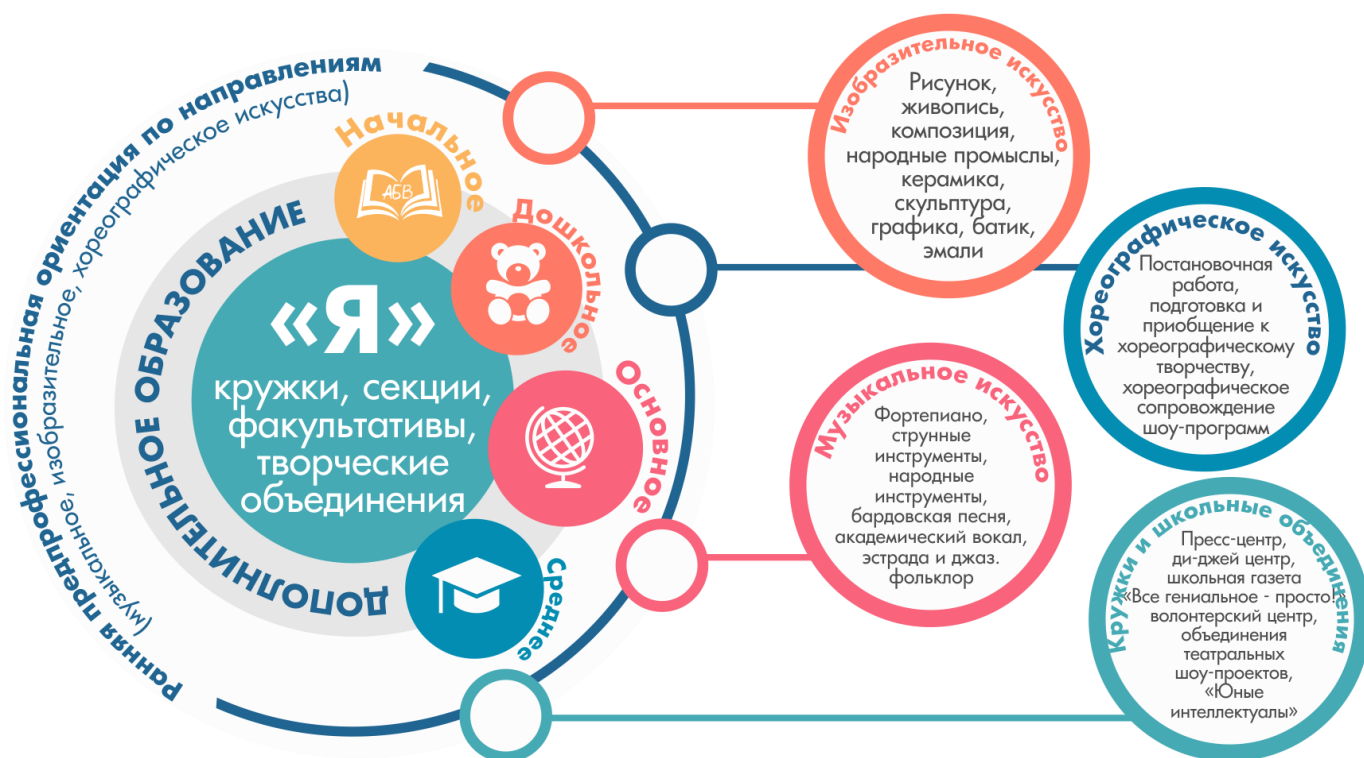 Ранняя предпрофессиональная ориентация по направлениям
(музыкальное, изобразительное, хореографическое искусства)
ДОПОЛНИТЕЛЬНОЕ ОБРАЗОВАНИЕ
«Я»
кружки, секции,
факультативы,
творческие
объединения
Начальное
АБВ
Дошкольное
Основное
Среднее
Изобразительное искусство
Рисунок,
живопись,
композиция,
народные промыслы,
керамика,
скульптура,
графика, батик,
эмали
Хореографическое искусство
Постановочная
работа,
подготовка и
приобщение к
хореографическому
творчеству,
хореографическое
сопровождение
шоу-программ
Музыкальное искусство
Фортепиано,
струнные
инструменты,
народные
инструменты,
бардовская песня,
академический вокал,
эстрада и джаз.
фольклор
Кружки и школьные объединения
Пресс-центр,
ди-джей центр,
школьная газета
«Все гениальное - просто!»
волонтерский центр,
объединения
театральных
шоу-проектов,
«Юные
интеллектуалы»